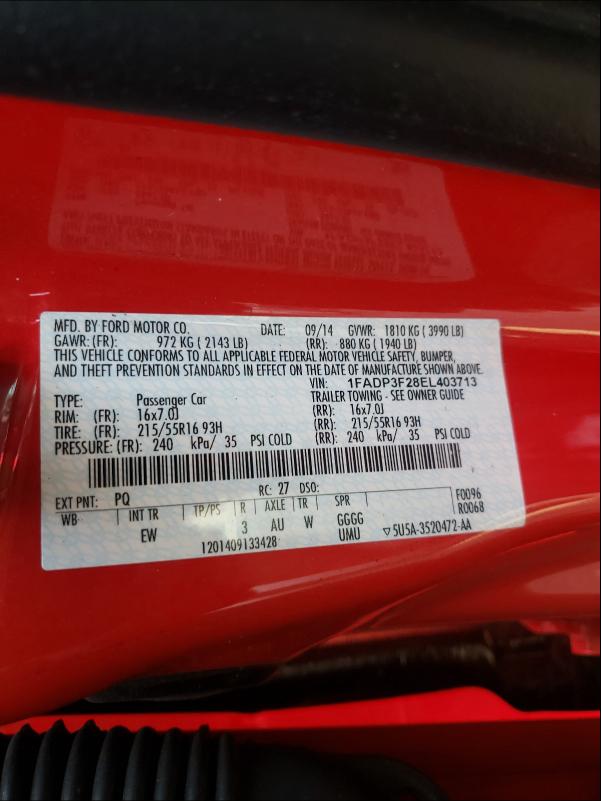 MFD. BY FORD MOTOR CO. DATE: 09/14 GVWR: 1810 KG ( 3990 LB)
GAWR: (FR): 972 KG ( 2143 LB) (RR): 880 KG ( 1940 LB)
THIS VEHICLE CONFORMS TO ALL APPLICABLE FEDERAL MOTOR VEHICLE SAFETY, BUMPER,
AND THEFT PREVENTION STANDARDS IN EFFECT ON THE DATE OF MANUFACTURE SHOWN ABOVE.
VIN: 1FADP3F28EL403713
TYPE: Passenger Car TRAILER TOWING - SEE OWNER GUIDE
RIM: (FR): 16x7.0J (RR): 16x7.0J
TIRE: (FR): 215/55R16 93H (RR): 215/55R16 93H
PRESSURE: (FR): 240 kPa/ 35 PSI COLD (RR): 240 kPa/ 35 PSI COLD
EXT PNT: PQ RC: 27 DSO: F0096
WB INT TR TP/PS R AXLE TR SPR R0068
EW 3 AU W GGGG
UMU ▽5U5A-3520472-AA
1201409133428